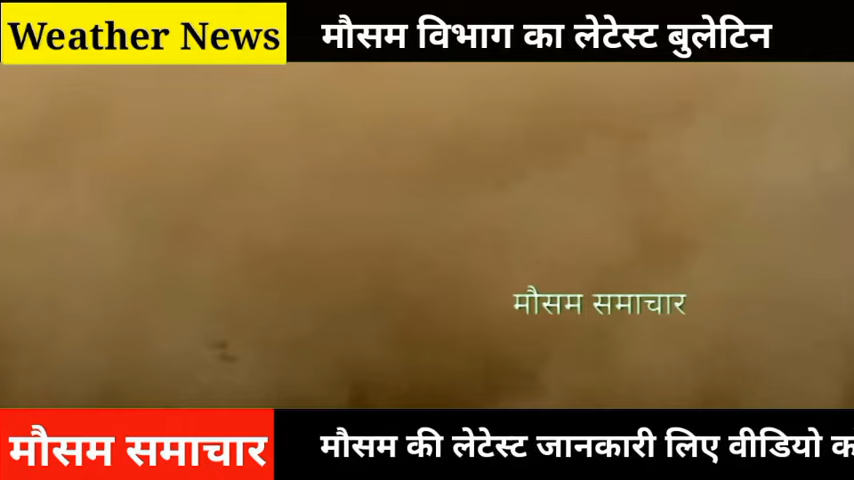 Weather News
मौसम विभाग का लेटेस्ट बुलेटिन
मौसम समाचार
मौसम समाचार
मौसम की लेटेस्ट जानकारी लिए वीडियो